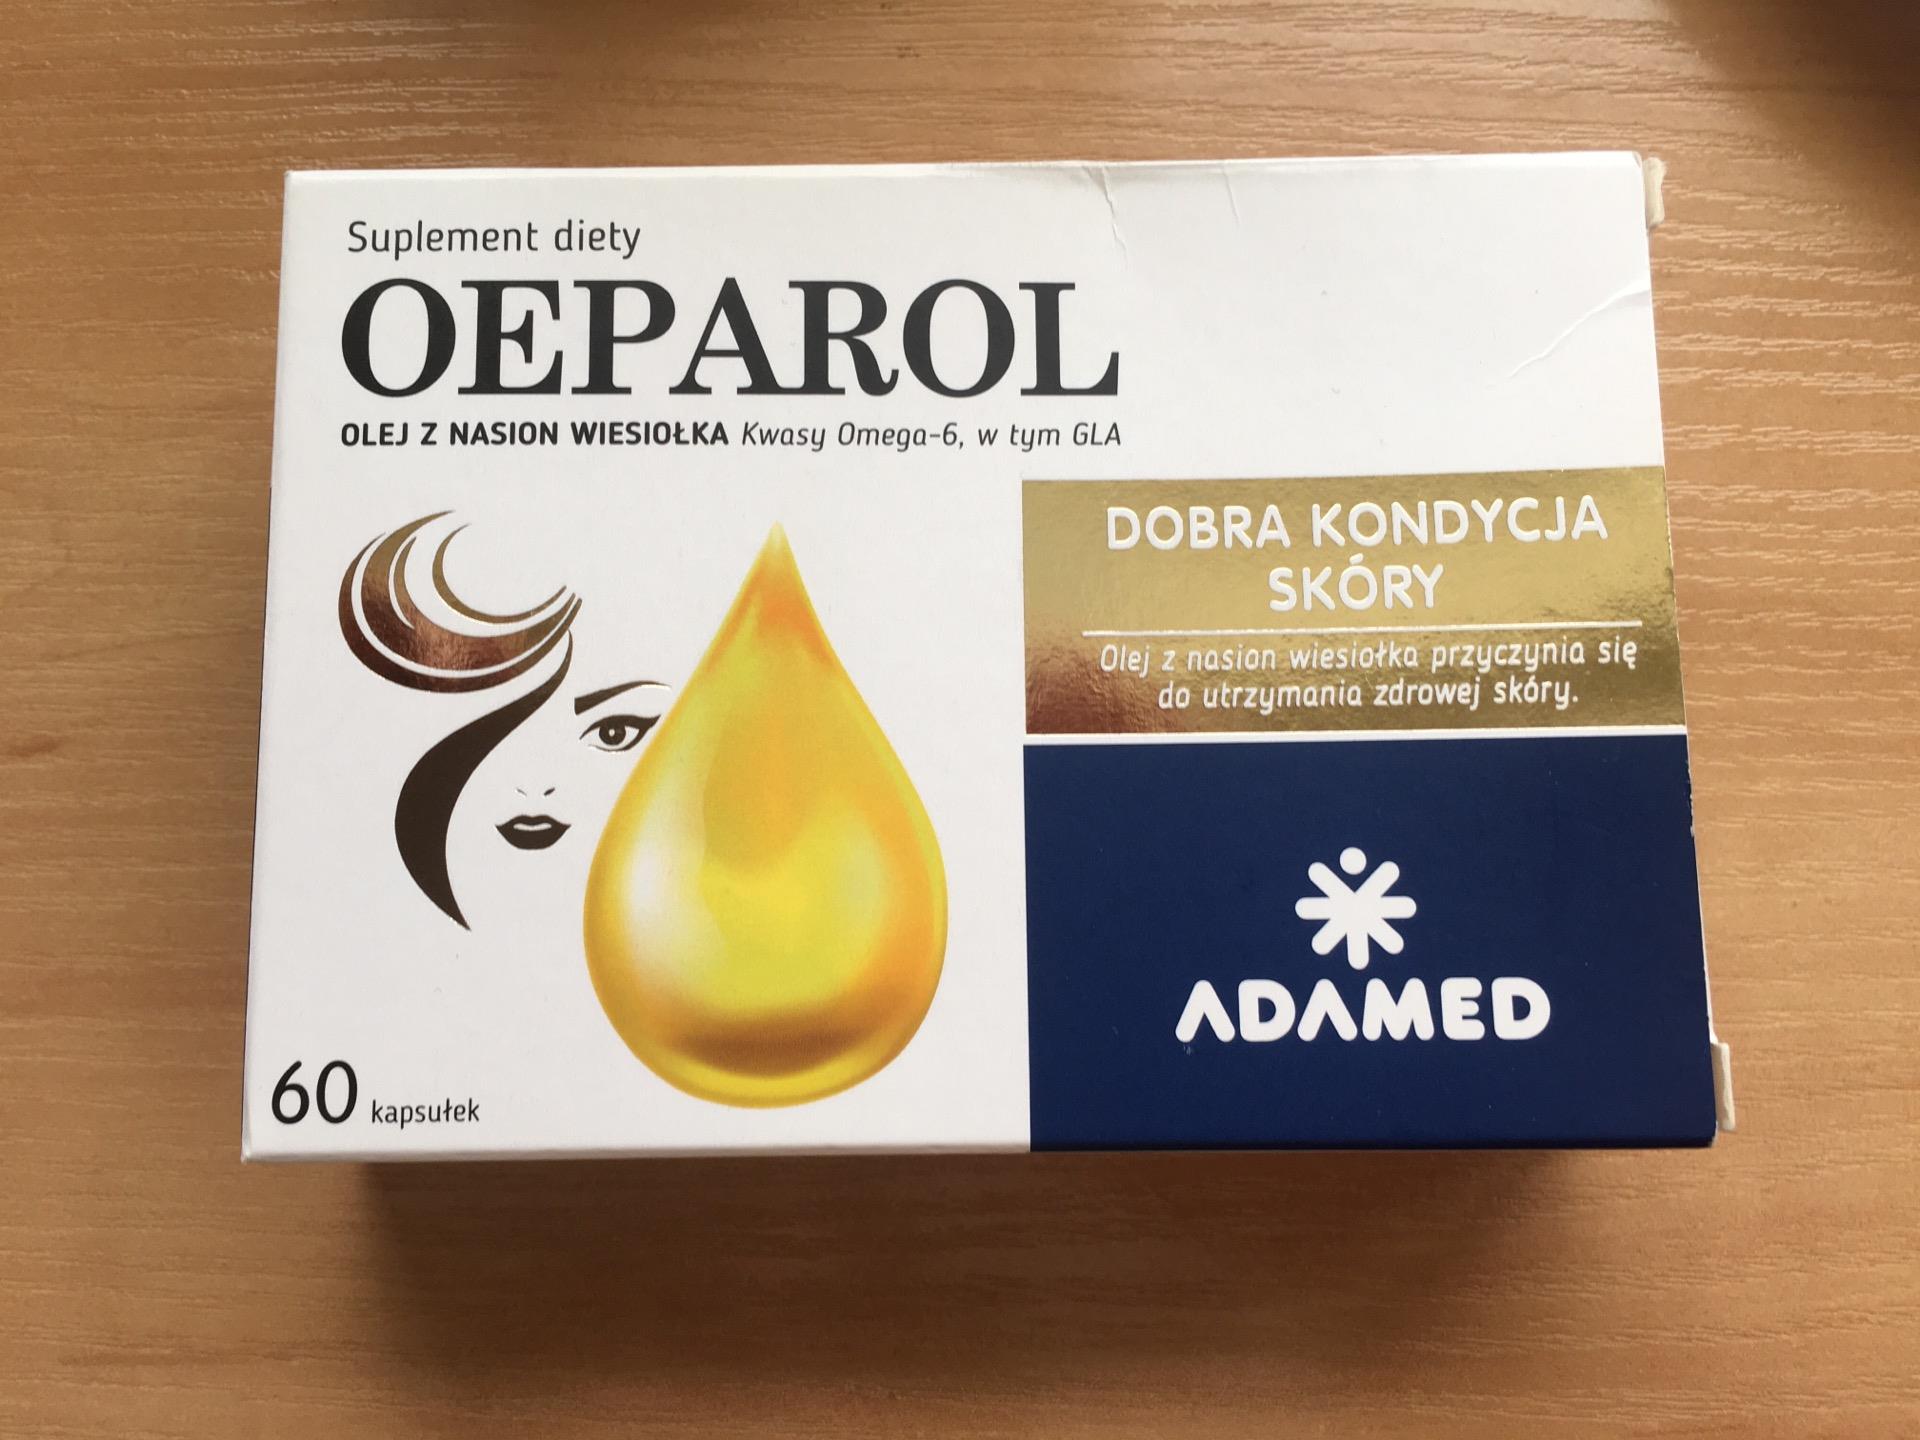 Suplement diety
OEPAROL
OLEJ Z NASION WIESIOŁKA Kwasy Omega-6, w tym GLA
DOBRA KONDYCJA
SKÓRY
Olej z nasion wiesiołka przyczynia się
do utrzymania zdrowej skóry.
ADAMED
60 kapsułek